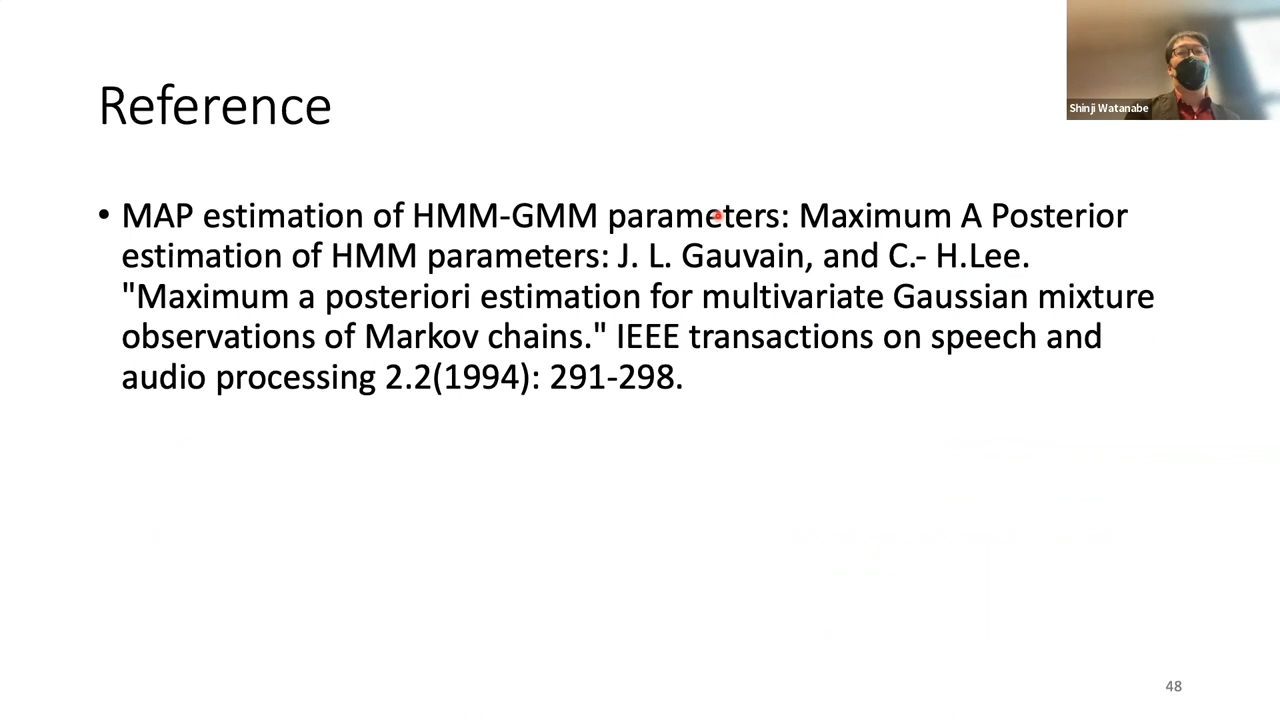 Reference
Shinji Watanabe
• MAP estimation of HMM-GMM parameters: Maximum A Posterior
estimation of HMM parameters: J. L. Gauvain, and C.- H.Lee.
"Maximum a posteriori estimation for multivariate Gaussian mixture
observations of Markov chains." IEEE transactions on speech and
audio processing 2.2(1994): 291-298.
48